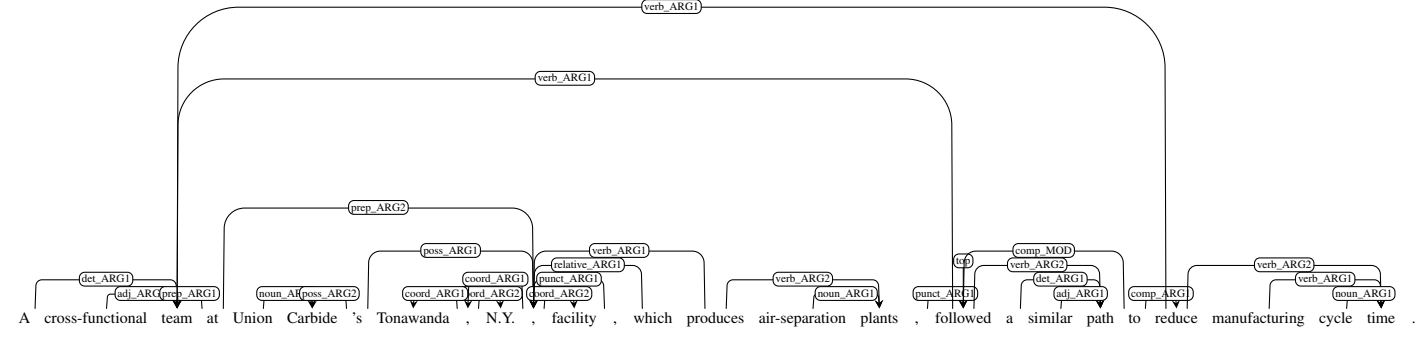 verb_ARG1
verb_ARG1
prep_ARG2
poss_ARG1 verb_ARG1 comp_MOD
top
relative_ARG1 verb_ARG2 verb_ARG2
det_ARG1 coord_ARG1 punct_ARG1 verb_ARG2 det_ARG1 verb_ARG1
prep_ARG1 poss_ARG2 coord_ARG1 coord_ARG2 noun_ARG1 punct_ARG1 adj_ARG1 comp_ARG1 noun_ARG1
A cross-functional team at Union Carbide 's Tonawanda , N.Y. , facility , which produces air-separation plants , followed a similar path to reduce manufacturing cycle time .